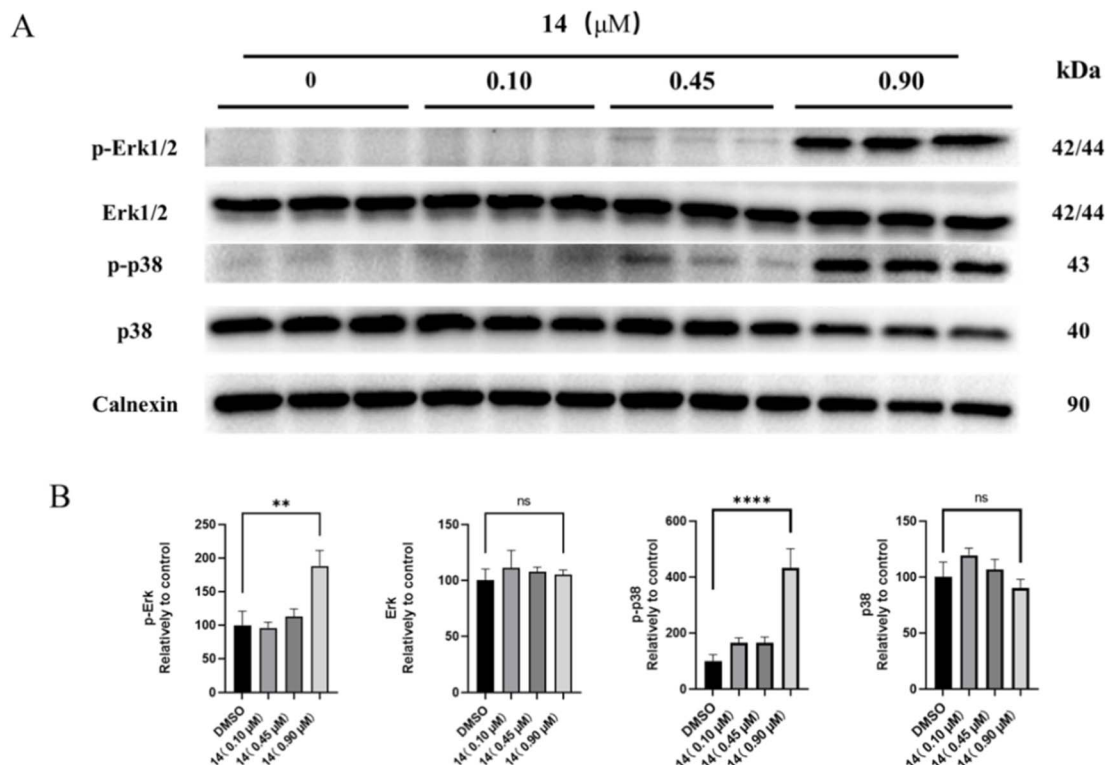 A
14 (μM)
0 0.10 0.45 0.90 kDa
p-Erk1/2 42/44
Erk1/2 42/44
p-p38 43
p38 40
Calnexin 90
B
**
250
200
150
100
50
0
p-Erk
Relatively to control
DMSO
14( 0.10 μM)
14( 0.45 μM)
14( 0.90 μM)
ns
150
100
50
0
Erk
Relatively to control
DMSO
14( 0.10 μM)
14( 0.45 μM)
14( 0.90 μM)
****
600
400
200
0
p-p38
Relatively to control
DMSO
14( 0.10 μM)
14( 0.45 μM)
14( 0.90 μM)
ns
150
100
50
0
p38
Relatively to control
DMSO
14( 0.10 μM)
14( 0.45 μM)
14( 0.90 μM)